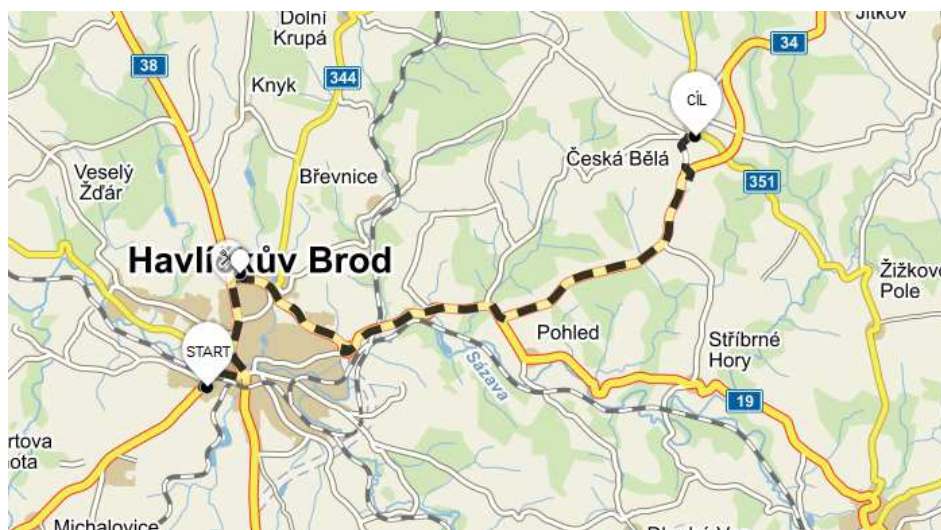 Jitkov
Dolní
Krupá
34
38
344
Knyk
CÍL
Česká Bělá
Veselý
Žďár
Břevnice
351
Brod
Žižkovo
Pole
START
Pohled
Stříbrné
Hory
Sázava
19
Michalovice